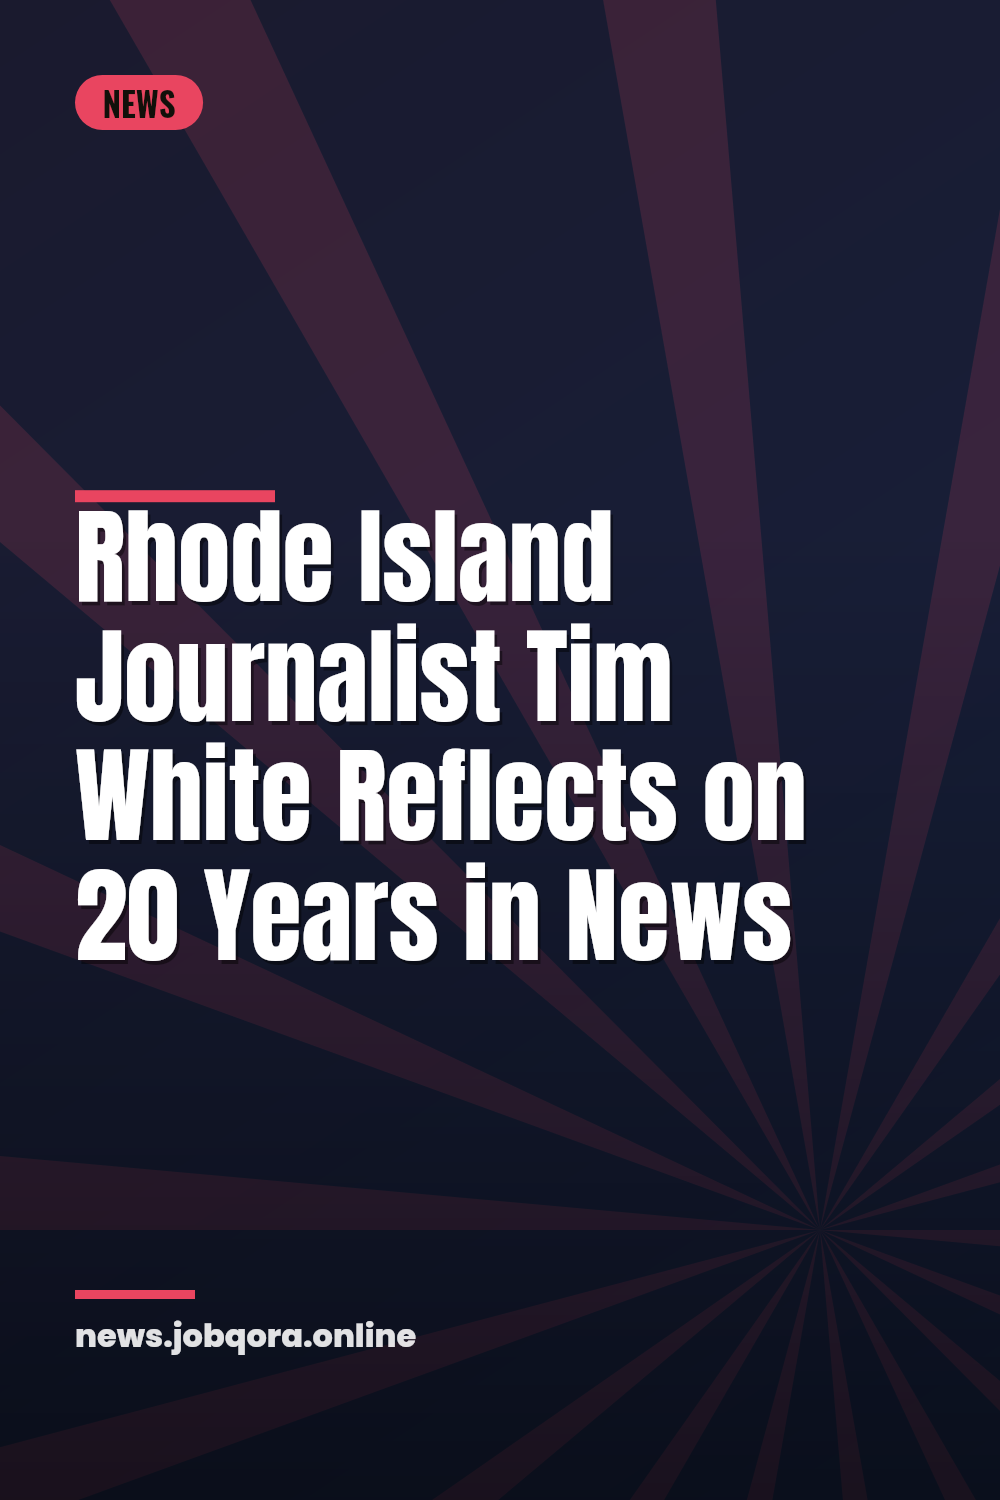 NEWS
Rhode Island
Journalist Tim
White Reflects on
20 Years in News
news.jobqora.online